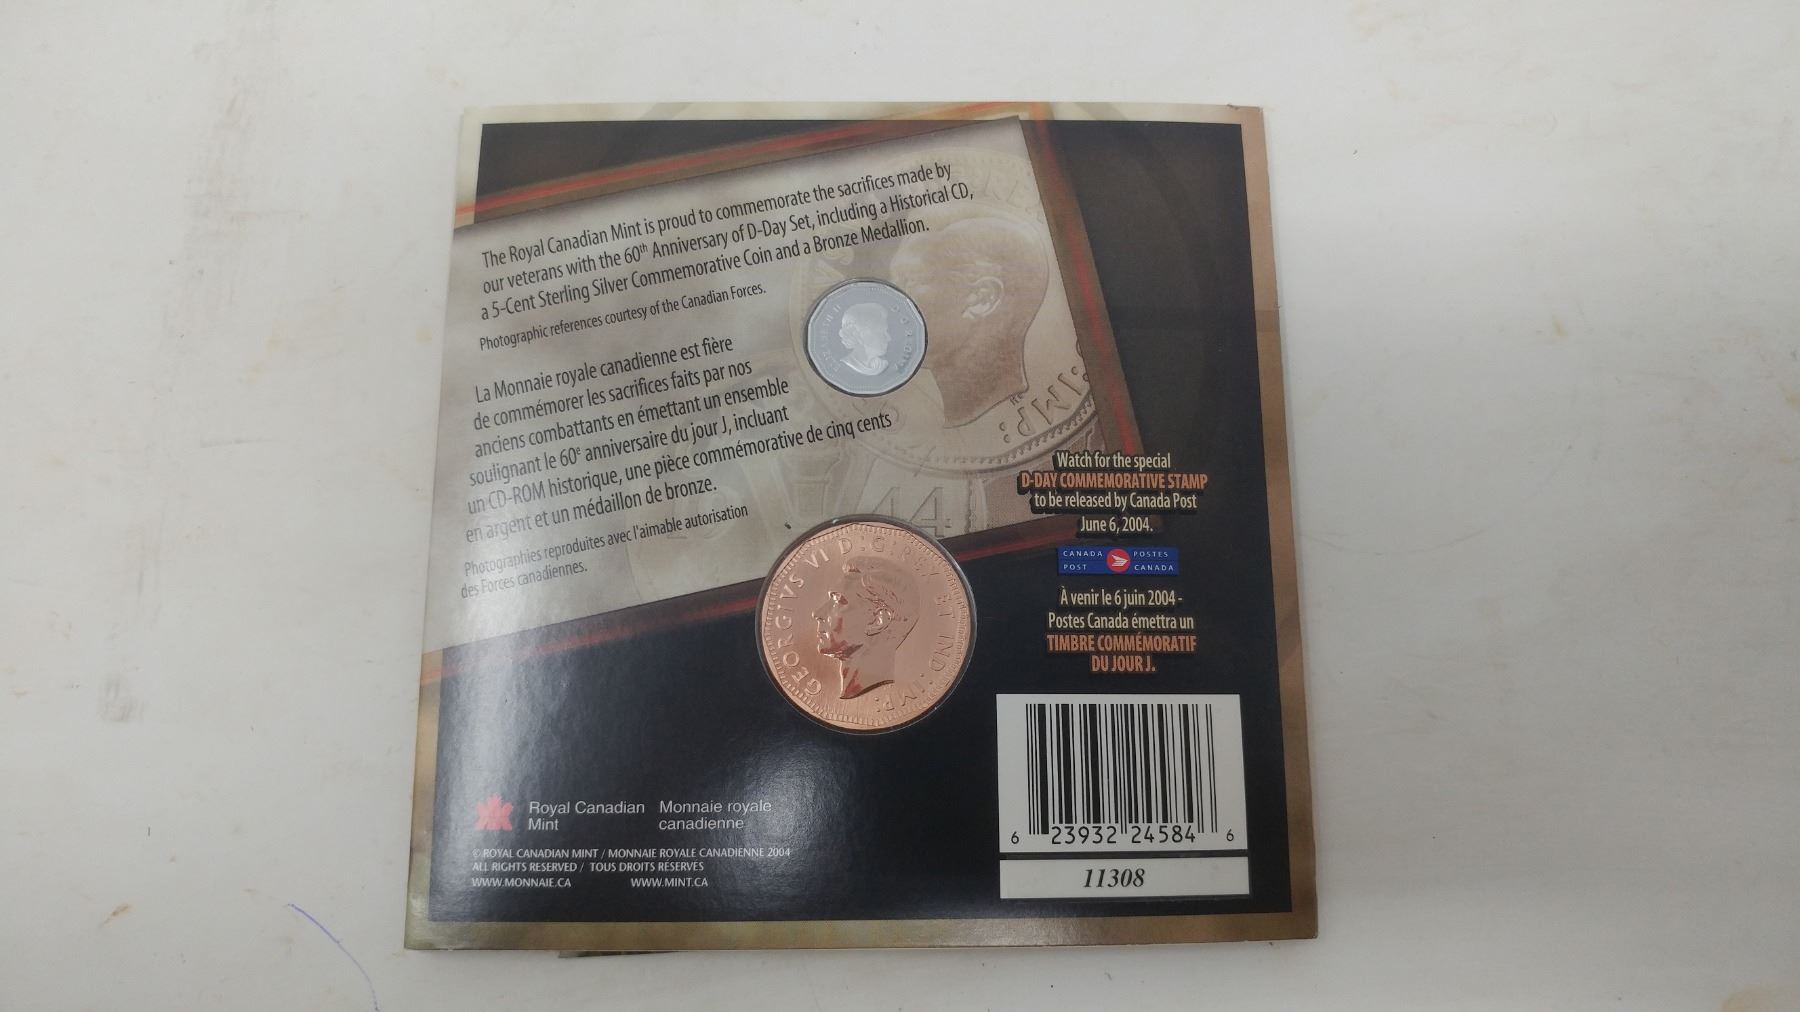 The Royal Canadian Mint is proud to commemorate the sacrifices made by
our veterans with the 60th Anniversary of D-Day Set, including a Historical CD,
a 5-Cent Sterling Silver Commemorative Coin and a Bronze Medallion.
Photographic references courtesy of the Canadian Forces.
La Monnaie royale canadienne est fière
de commémorer les sacrifices faits par nos
anciens combattants en émettant un ensemble
soulignant le 60e anniversaire du jour J, incluant
un CD-ROM historique, une pièce commémorative de cinq cents
en argent et un médaillon de bronze.
Photographies reproduites avec l'aimable autorisation
des Forces canadiennes.
IMP:
44
GEORGIVS VI D:G:REX ET IND:IMP:
Watch for the special
D-DAY COMMEMORATIVE STAMP
to be released by Canada Post
June 6, 2004.
CANADA POSTES
POST CANADA
À venir le 6 juin 2004 -
Postes Canada émettra un
TIMBRE COMMÉMORATIF
DU JOUR J.
6 23932 24584 6
11308
Royal Canadian Monnaie royale
Mint canadienne
© ROYAL CANADIAN MINT / MONNAIE ROYALE CANADIENNE 2004
ALL RIGHTS RESERVED / TOUS DROITS RÉSERVÉS
WWW.MONNAIE.CA WWW.MINT.CA